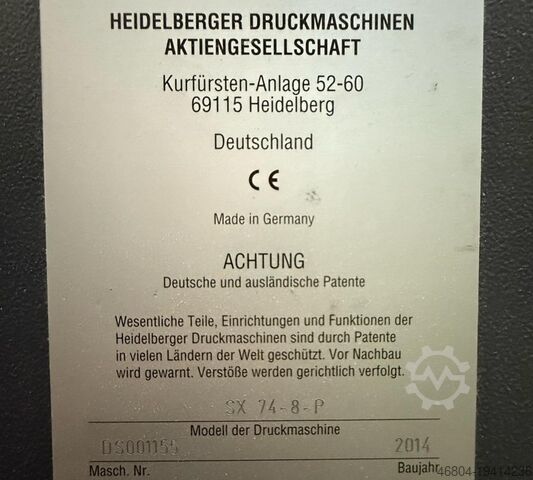 HEIDELBERGER DRUCKMASCHINEN
AKTIENGESELLSCHAFT
Kurfürsten-Anlage 52-60
69115 Heidelberg
Deutschland
CE
Made in Germany
ACHTUNG
Deutsche und ausländische Patente
Wesentliche Teile, Einrichtungen und Funktionen der
Heidelberger Druckmaschinen sind durch Patente
in vielen Ländern der Welt geschützt. Vor Nachbau
wird gewarnt. Verstöße werden gerichtlich verfolgt.
SX 74-8-P
Modell der Druckmaschine
DS001155 2014
Masch. Nr. Baujahr
46804-19414236